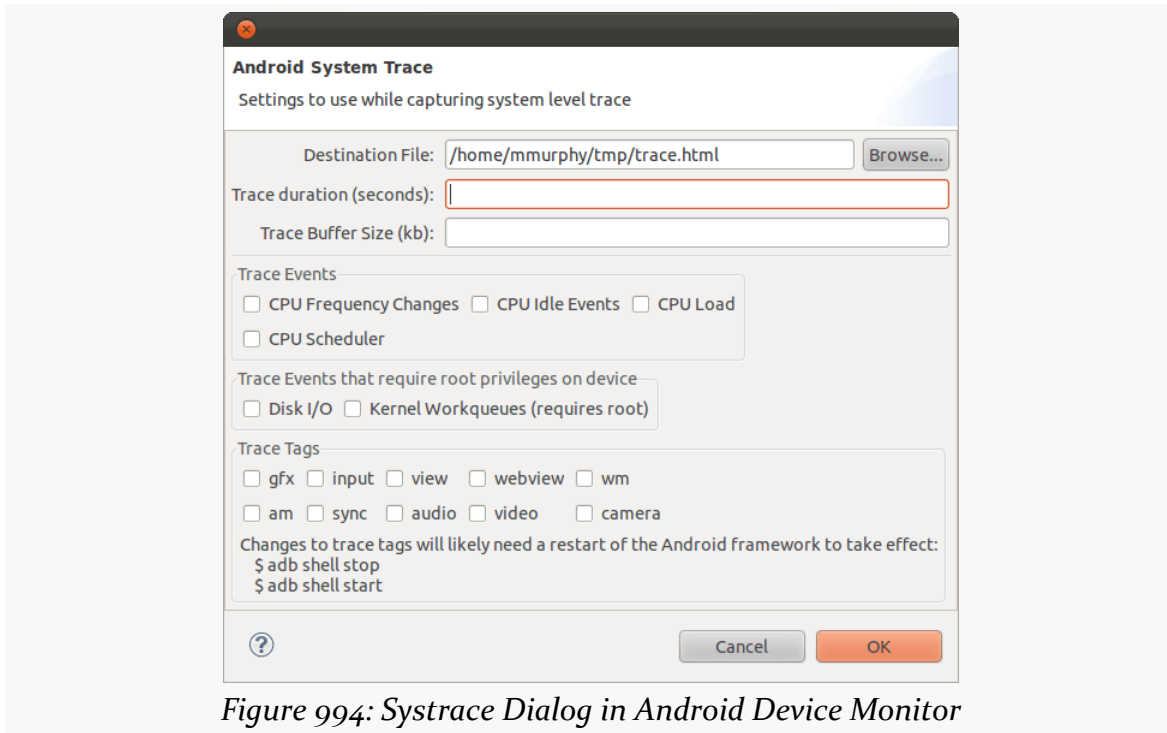 Android System Trace
Settings to use while capturing system level trace
Destination File: /home/mmurphy/tmp/trace.html Browse...
Trace duration (seconds):
Trace Buffer Size (kb):
Trace Events
CPU Frequency Changes CPU Idle Events CPU Load
CPU Scheduler
Trace Events that require root privileges on device
Disk I/O Kernel Workqueues (requires root)
Trace Tags
gfx input view webview wm
am sync audio video camera
Changes to trace tags will likely need a restart of the Android framework to take effect:
$ adb shell stop
$ adb shell start
? Cancel OK
Figure 994: Systrace Dialog in Android Device Monitor